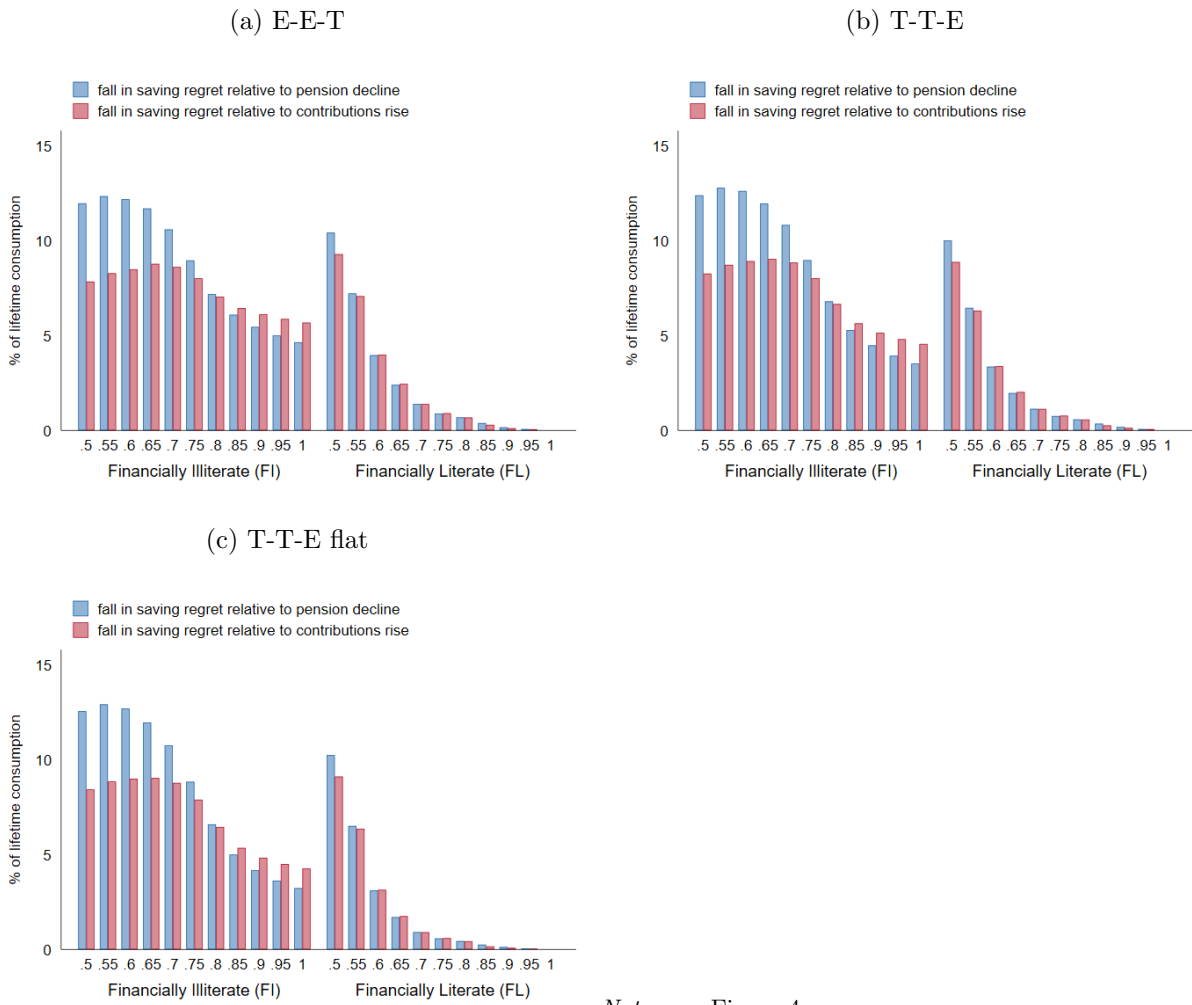 (a) E-E-T
fall in saving regret relative to pension decline
fall in saving regret relative to contributions rise
% of lifetime consumption
15
10
5
0
.5 .55 .6 .65 .7 .75 .8 .85 .9 .95 1 .5 .55 .6 .65 .7 .75 .8 .85 .9 .95 1
Financially Illiterate (FI) Financially Literate (FL)
(b) T-T-E
fall in saving regret relative to pension decline
fall in saving regret relative to contributions rise
% of lifetime consumption
15
10
5
0
.5 .55 .6 .65 .7 .75 .8 .85 .9 .95 1 .5 .55 .6 .65 .7 .75 .8 .85 .9 .95 1
Financially Illiterate (FI) Financially Literate (FL)
(c) T-T-E flat
fall in saving regret relative to pension decline
fall in saving regret relative to contributions rise
% of lifetime consumption
15
10
5
0
.5 .55 .6 .65 .7 .75 .8 .85 .9 .95 1 .5 .55 .6 .65 .7 .75 .8 .85 .9 .95 1
Financially Illiterate (FI) Financially Literate (FL)